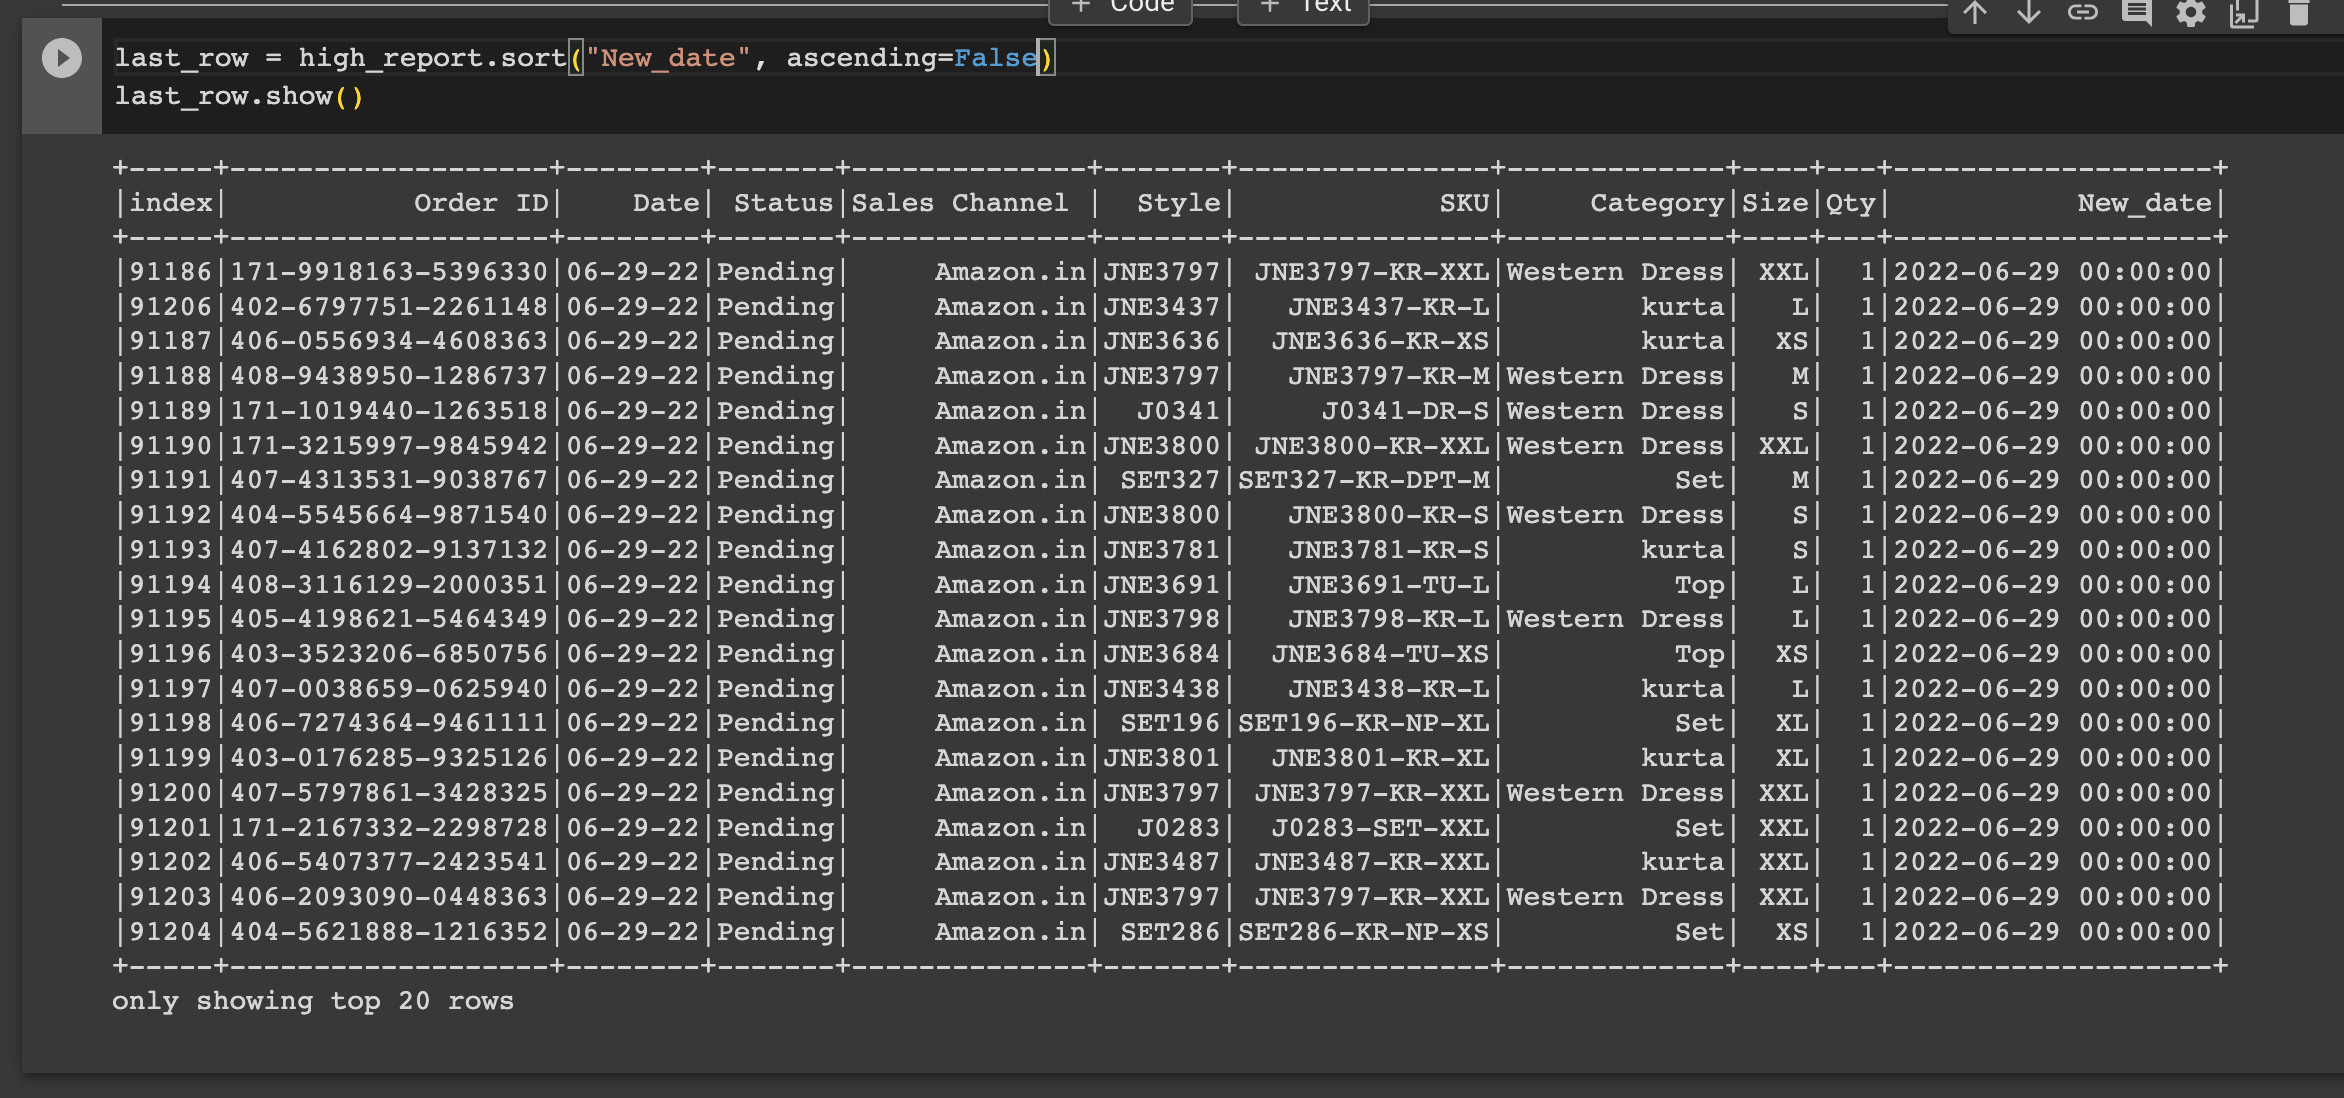 + Code + Text
last_row = high_report.sort("New_date", ascending=False)
last_row.show()
+-----+-------------------+--------+-------+--------------+-------+---------------+-------------+----+---+-------------------+
|index|           Order ID|    Date| Status|Sales Channel |  Style|            SKU|     Category|Size|Qty|           New_date|
+-----+-------------------+--------+-------+--------------+-------+---------------+-------------+----+---+-------------------+
|91186|171-9918163-5396330|06-29-22|Pending|     Amazon.in|JNE3797| JNE3797-KR-XXL|Western Dress| XXL|  1|2022-06-29 00:00:00|
|91206|402-6797751-2261148|06-29-22|Pending|     Amazon.in|JNE3437|   JNE3437-KR-L|        kurta|   L|  1|2022-06-29 00:00:00|
|91187|406-0556934-4608363|06-29-22|Pending|     Amazon.in|JNE3636|  JNE3636-KR-XS|        kurta|  XS|  1|2022-06-29 00:00:00|
|91188|408-9438950-1286737|06-29-22|Pending|     Amazon.in|JNE3797|   JNE3797-KR-M|Western Dress|   M|  1|2022-06-29 00:00:00|
|91189|171-1019440-1263518|06-29-22|Pending|     Amazon.in|  J0341|     J0341-DR-S|Western Dress|   S|  1|2022-06-29 00:00:00|
|91190|171-3215997-9845942|06-29-22|Pending|     Amazon.in|JNE3800| JNE3800-KR-XXL|Western Dress| XXL|  1|2022-06-29 00:00:00|
|91191|407-4313531-9038767|06-29-22|Pending|     Amazon.in| SET327|SET327-KR-DPT-M|          Set|   M|  1|2022-06-29 00:00:00|
|91192|404-5545664-9871540|06-29-22|Pending|     Amazon.in|JNE3800|   JNE3800-KR-S|Western Dress|   S|  1|2022-06-29 00:00:00|
|91193|407-4162802-9137132|06-29-22|Pending|     Amazon.in|JNE3781|   JNE3781-KR-S|        kurta|   S|  1|2022-06-29 00:00:00|
|91194|408-3116129-2000351|06-29-22|Pending|     Amazon.in|JNE3691|   JNE3691-TU-L|          Top|   L|  1|2022-06-29 00:00:00|
|91195|405-4198621-5464349|06-29-22|Pending|     Amazon.in|JNE3798|   JNE3798-KR-L|Western Dress|   L|  1|2022-06-29 00:00:00|
|91196|403-3523206-6850756|06-29-22|Pending|     Amazon.in|JNE3684|  JNE3684-TU-XS|          Top|  XS|  1|2022-06-29 00:00:00|
|91197|407-0038659-0625940|06-29-22|Pending|     Amazon.in|JNE3438|   JNE3438-KR-L|        kurta|   L|  1|2022-06-29 00:00:00|
|91198|406-7274364-9461111|06-29-22|Pending|     Amazon.in| SET196|SET196-KR-NP-XL|          Set|  XL|  1|2022-06-29 00:00:00|
|91199|403-0176285-9325126|06-29-22|Pending|     Amazon.in|JNE3801|  JNE3801-KR-XL|        kurta|  XL|  1|2022-06-29 00:00:00|
|91200|407-5797861-3428325|06-29-22|Pending|     Amazon.in|JNE3797| JNE3797-KR-XXL|Western Dress| XXL|  1|2022-06-29 00:00:00|
|91201|171-2167332-2298728|06-29-22|Pending|     Amazon.in|  J0283|  J0283-SET-XXL|          Set| XXL|  1|2022-06-29 00:00:00|
|91202|406-5407377-2423541|06-29-22|Pending|     Amazon.in|JNE3487| JNE3487-KR-XXL|        kurta| XXL|  1|2022-06-29 00:00:00|
|91203|406-2093090-0448363|06-29-22|Pending|     Amazon.in|JNE3797| JNE3797-KR-XXL|Western Dress| XXL|  1|2022-06-29 00:00:00|
|91204|404-5621888-1216352|06-29-22|Pending|     Amazon.in| SET286|SET286-KR-NP-XS|          Set|  XS|  1|2022-06-29 00:00:00|
+-----+-------------------+--------+-------+--------------+-------+---------------+-------------+----+---+-------------------+
only showing top 20 rows